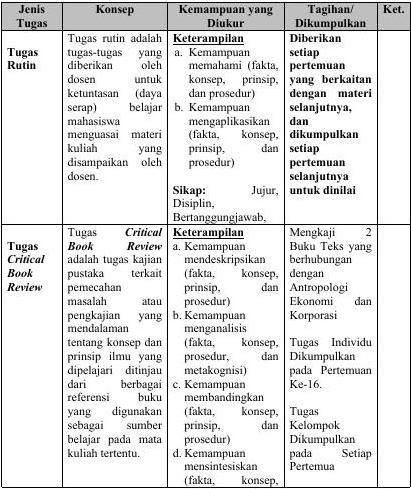 Jenis Tugas
Konsep
Kemampuan yang Diukur
Tagihan/ Dikumpulkan
Ket.
Tugas
Rutin
Tugas rutin adalah
tugas-tugas yang
diberikan oleh
dosen untuk
ketuntasan (daya
serap) belajar
mahasiswa
menguasai materi
kuliah yang
disampaikan oleh
dosen.
Keterampilan
a. Kemampuan
memahami (fakta,
konsep, prinsip,
dan prosedur)
b. Kemampuan
mengaplikasikan
(fakta, konsep,
prinsip, dan
prosedur)
Sikap: Jujur,
Disiplin,
Bertanggungjawab,
Diberikan
setiap
pertemuan
yang berkaitan
dengan materi
selanjutnya,
dan
dikumpulkan
setiap
pertemuan
selanjutnya
untuk dinilai
Tugas
Critical
Book
Review
Tugas Critical
Book Review
adalah tugas kajian
pustaka terkait
pemecahan
masalah atau
pengkajian yang
mendalaman
tentang konsep dan
prinsip ilmu yang
dipelajari ditinjau
dari berbagai
referensi buku
yang digunakan
sebagai sumber
belajar pada mata
kuliah tertentu.
Keterampilan
a. Kemampuan
mendeskripsikan
(fakta, konsep,
prinsip, dan
prosedur)
b. Kemampuan
menganalisis
(fakta, konsep,
prosedur, dan
metakognisi)
c. Kemampuan
membandingkan
(fakta, konsep,
prinsip, dan
prosedur)
d. Kemampuan
mensintesiskan
(fakta, konsep,
Mengkaji 2
Buku Teks yang
berhubungan
dengan
Antropologi
Ekonomi dan
Korporasi
Tugas Individu
Dikumpulkan
pada Pertemuan
Ke-16.
Tugas
Kelompok
Dikumpulkan
pada Setiap
Pertemua